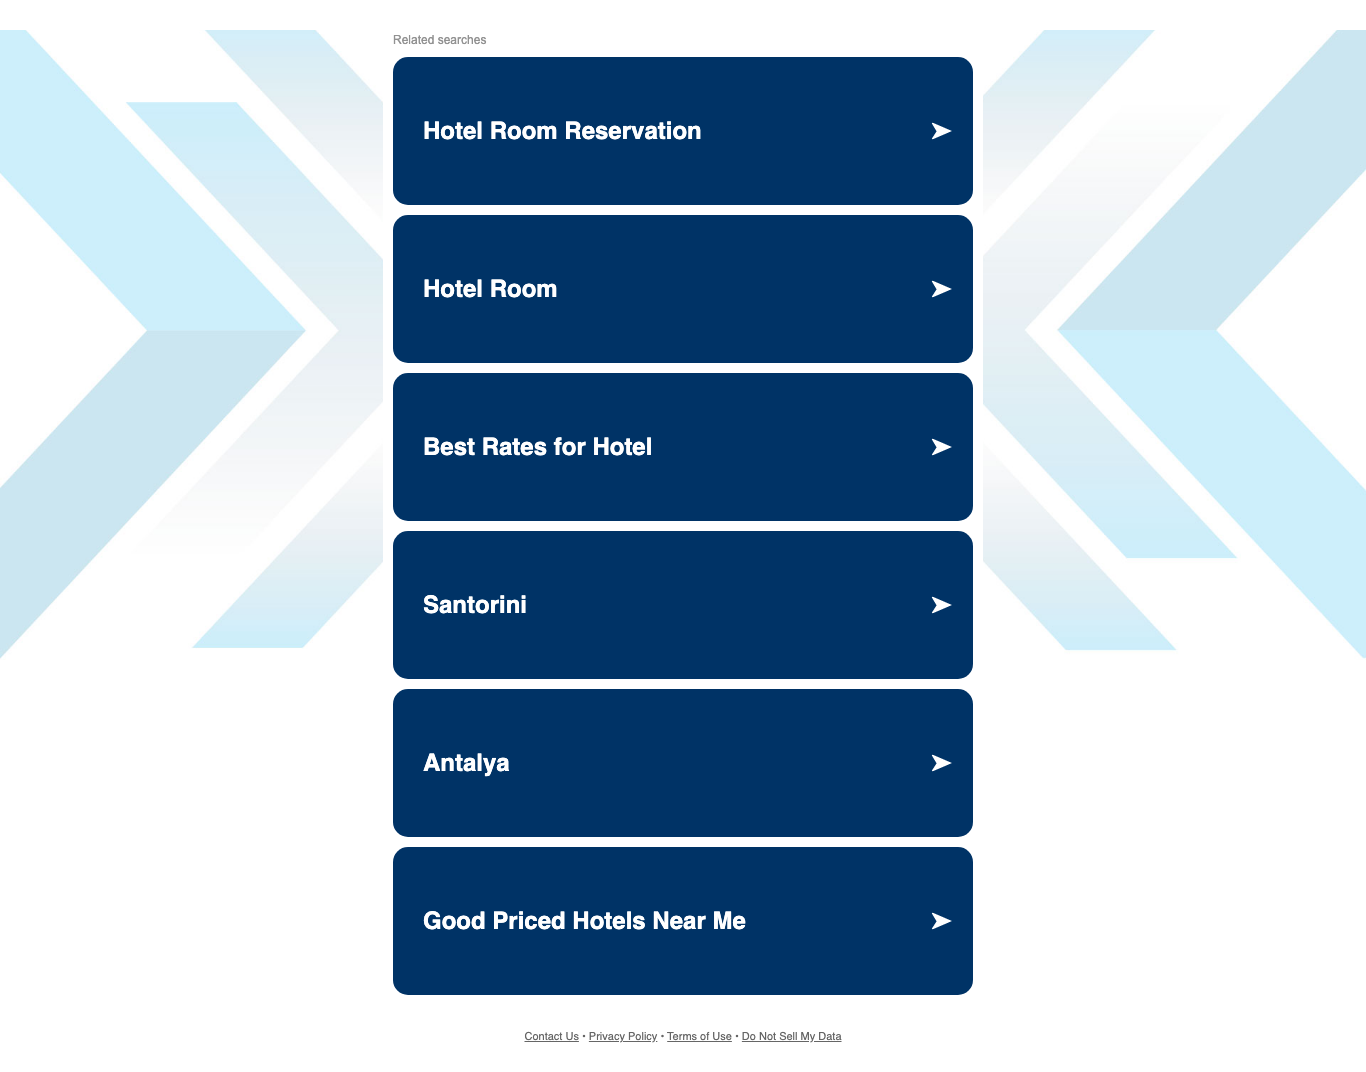 Related searches
Hotel Room Reservation
Hotel Room
Best Rates for Hotel
Santorini
Antalya
Good Priced Hotels Near Me
Contact Us • Privacy Policy • Terms of Use • Do Not Sell My Data